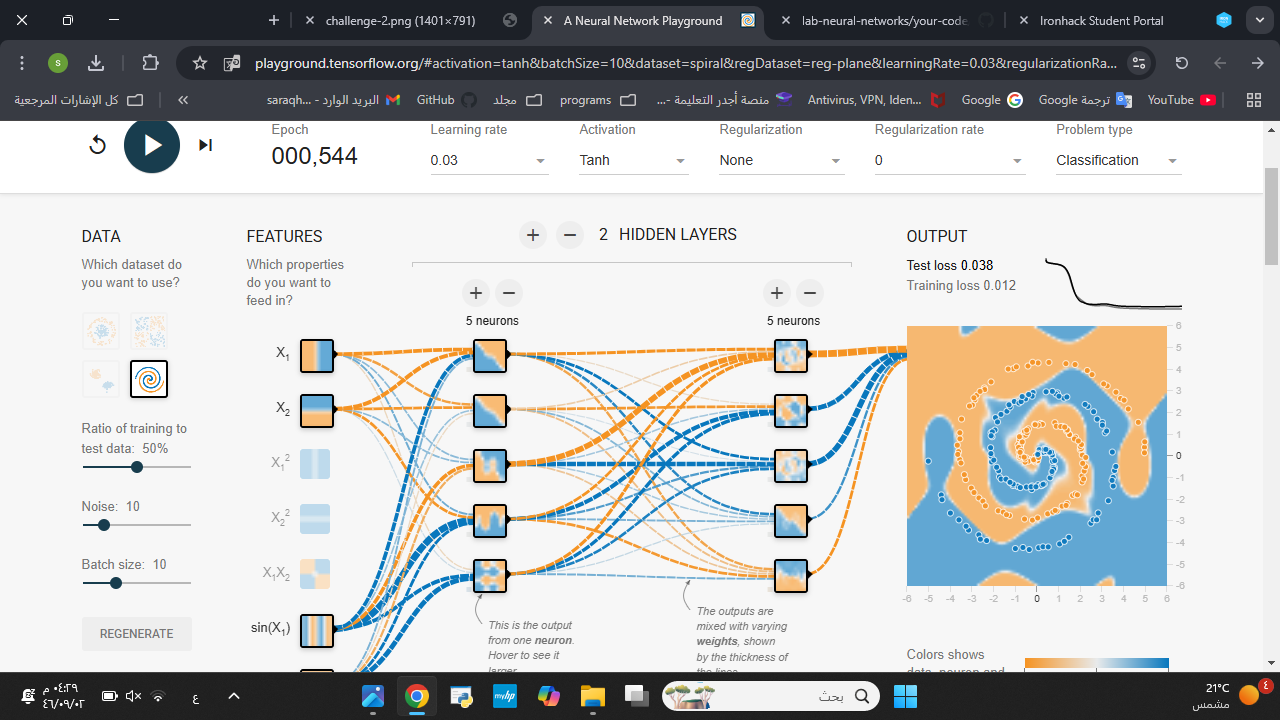 challenge-2.png (1401×791)
A Neural Network Playground
lab-neural-networks/your-code
Ironhack Student Portal
s
playground.tensorflow.org/#activation=tanh&batchSize=10&dataset=spiral&regDataset=reg-plane&learningRate=0.03&regularizationRa...
كل الإشارات المرجعية
«
saraqh... - البريد الوارد
GitHub
مجلد
programs
منصة أجدر التعليمة -...
Antivirus, VPN, Iden...
Google
ترجمة Google
YouTube
Epoch
000,544
Learning rate
0.03
Activation
Tanh
Regularization
None
Regularization rate
0
Problem type
Classification
DATA
Which dataset do
you want to use?
Ratio of training to
test data: 50%
Noise: 10
Batch size: 10
REGENERATE
FEATURES
Which properties
do you want to
feed in?
X₁
X₂
X₁²
X₂²
X₁X₂
sin(X₁)
+ − 2 HIDDEN LAYERS
+ −
5 neurons
+ −
5 neurons
This is the output
from one neuron.
Hover to see it
larger.
The outputs are
mixed with varying
weights, shown
by the thickness of
the lines.
OUTPUT
Test loss 0.038
Training loss 0.012
6
5
4
3
2
1
0
-1
-2
-3
-4
-5
-6
-6 -5 -4 -3 -2 -1 0 1 2 3 4 5 6
Colors shows
data, neuron and
٠٤:٢٩ م
٤٦/٠٩/٠٢
ع
بحث
21°C
مشمس
٤